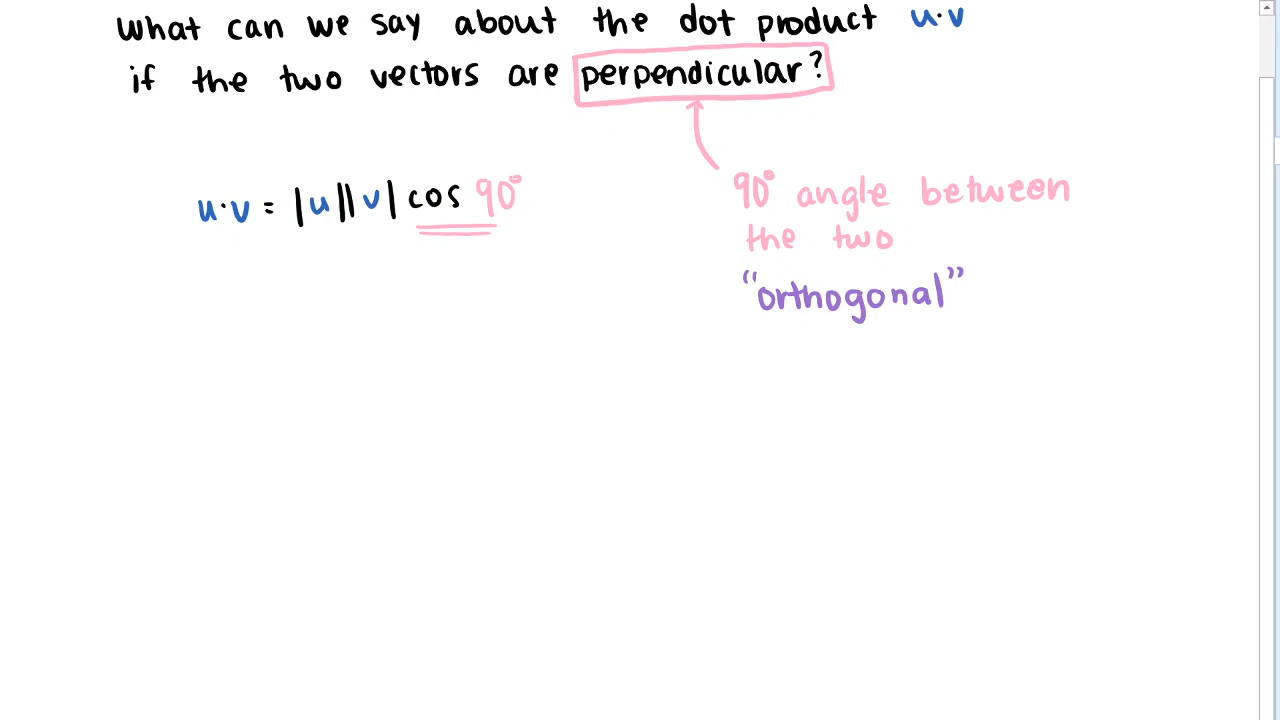 What can we say about the dot product u·v
if the two vectors are perpendicular?
u·v = |u||v| cos 90°
90° angle between
the two
"orthogonal"